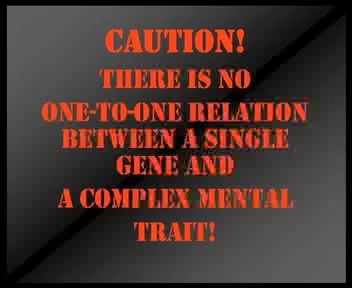 CAUTION!
THERE IS NO
ONE-TO-ONE RELATION
BETWEEN A SINGLE
GENE AND
A COMPLEX MENTAL
TRAIT!